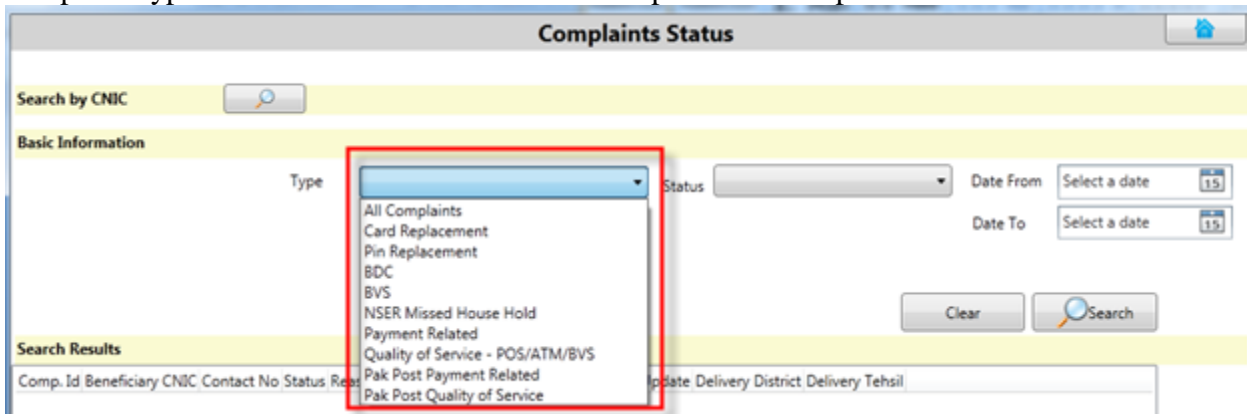 Complaints Status
Search by CNIC
Basic Information
Type
Status
Date From
Select a date
15
All Complaints
Card Replacement
Date To
Select a date
15
Pin Replacement
BDC
BVS
NSER Missed House Hold
Clear
Search
Payment Related
Search Results
Quality of Service - POS/ATM/BVS
Comp. Id Beneficiary CNIC Contact No Status
Delivery District Delivery Tehsil
Pak Post Payment Related
Pak Post Quality of Service